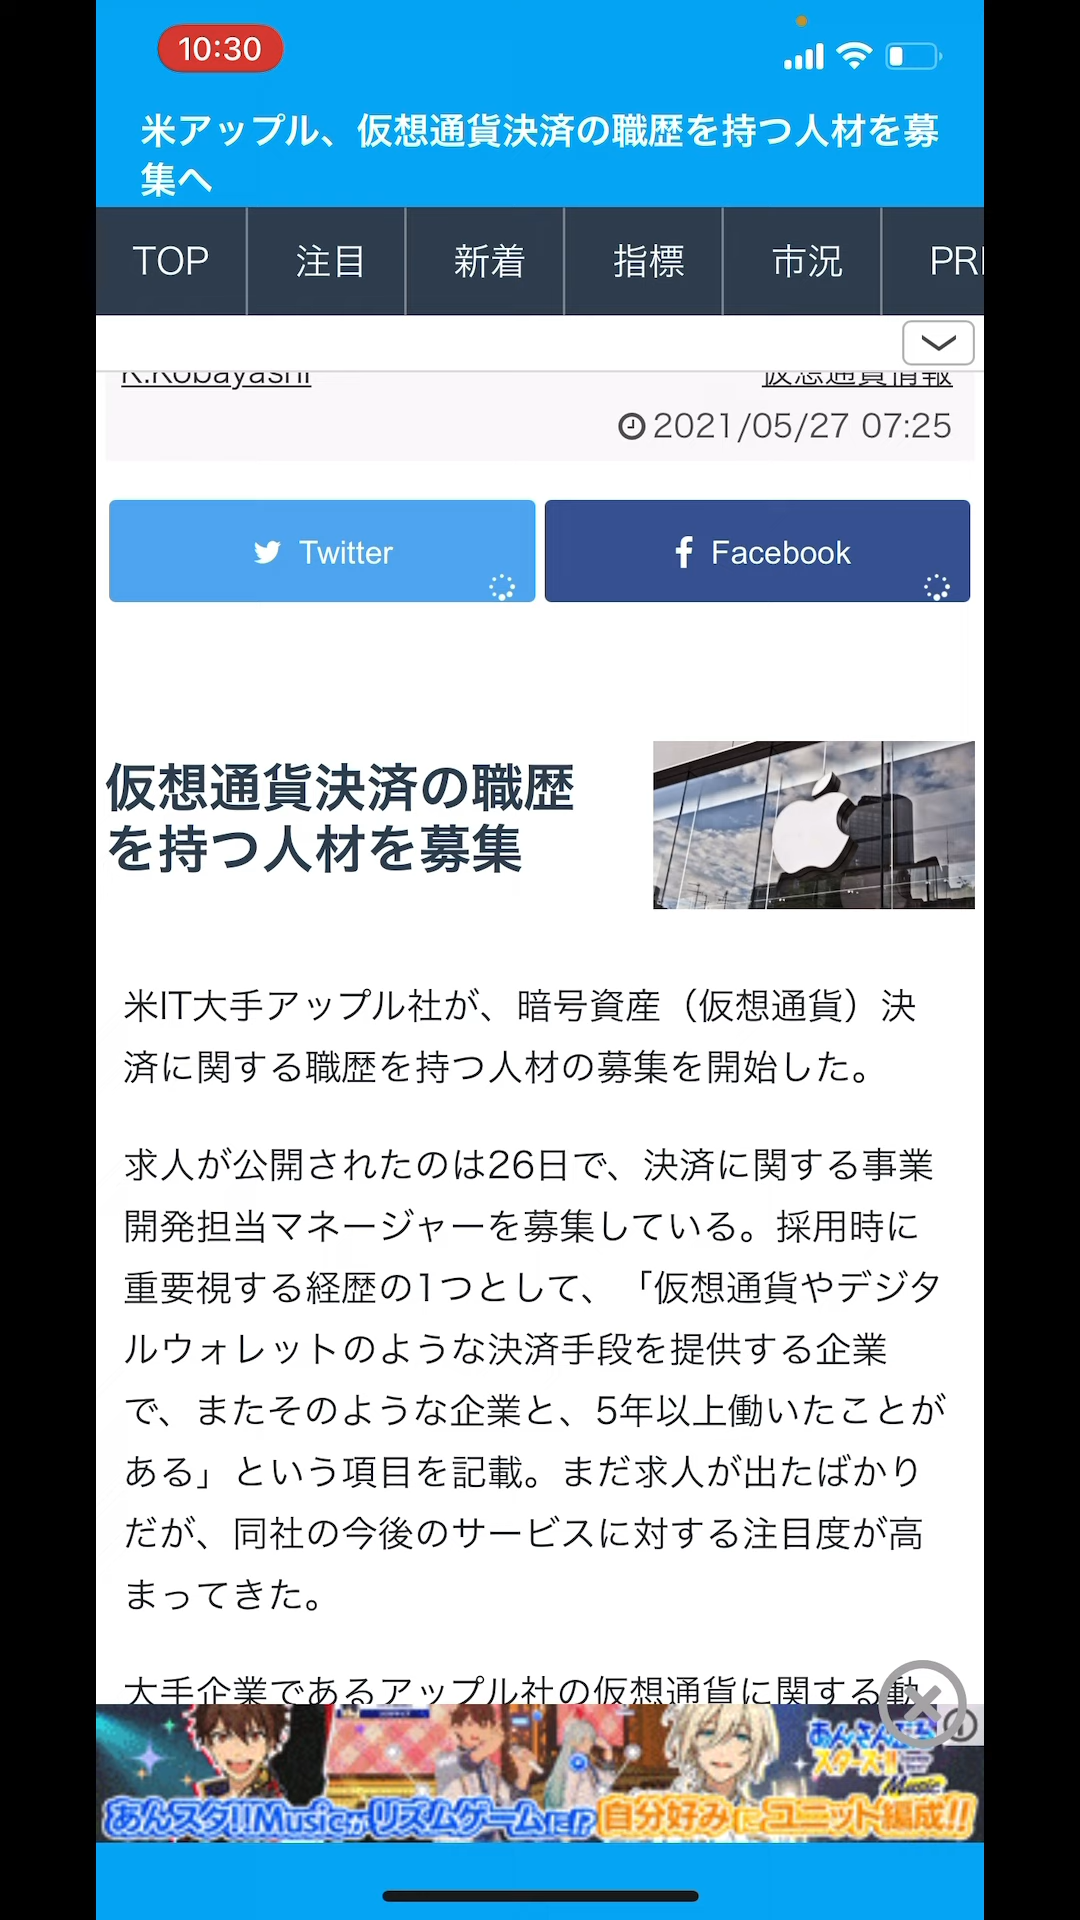 10:30
米アップル、仮想通貨決済の職歴を持つ人材を募
集へ
TOP
注目
新着
指標
市況
K.Kobayashi
仮想通貨情報
2021/05/27 07:25
Twitter
Facebook
仮想通貨決済の職歴
を持つ人材を募集
米IT大手アップル社が、暗号資産（仮想通貨）決
済に関する職歴を持つ人材の募集を開始した。
求人が公開されたのは26日で、決済に関する事業
開発担当マネージャーを募集している。採用時に
重要視する経歴の1つとして、「仮想通貨やデジタ
ルウォレットのような決済手段を提供する企業
で、またそのような企業と、5年以上働いたことが
ある」という項目を記載。まだ求人が出たばかり
だが、同社の今後のサービスに対する注目度が高
まってきた。
大手企業であるアップル社の仮想通貨に関する動
スターズ!!
Music
あんスタ!!Musicがリズムゲームに!? 自分好みにユニット編成!!